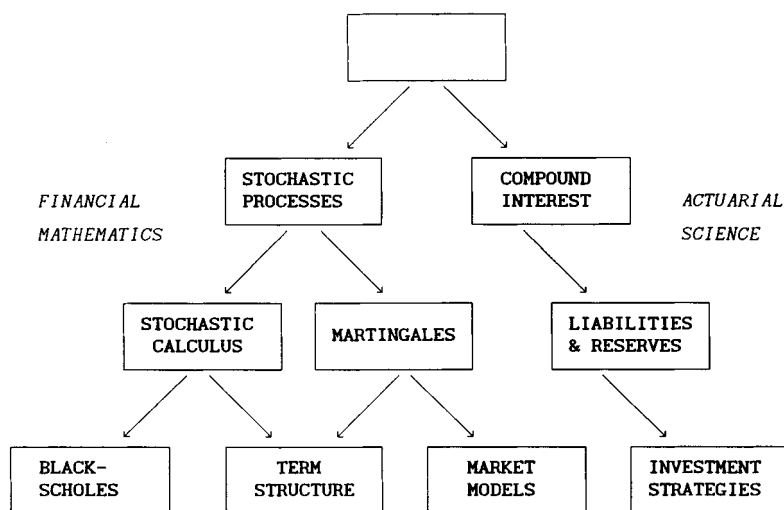 STOCHASTIC
PROCESSES
COMPOUND
INTEREST
FINANCIAL
MATHEMATICS
ACTUARIAL
SCIENCE
STOCHASTIC
CALCULUS
MARTINGALES
LIABILITIES
& RESERVES
BLACK-
SCHOLES
TERM
STRUCTURE
MARKET
MODELS
INVESTMENT
STRATEGIES